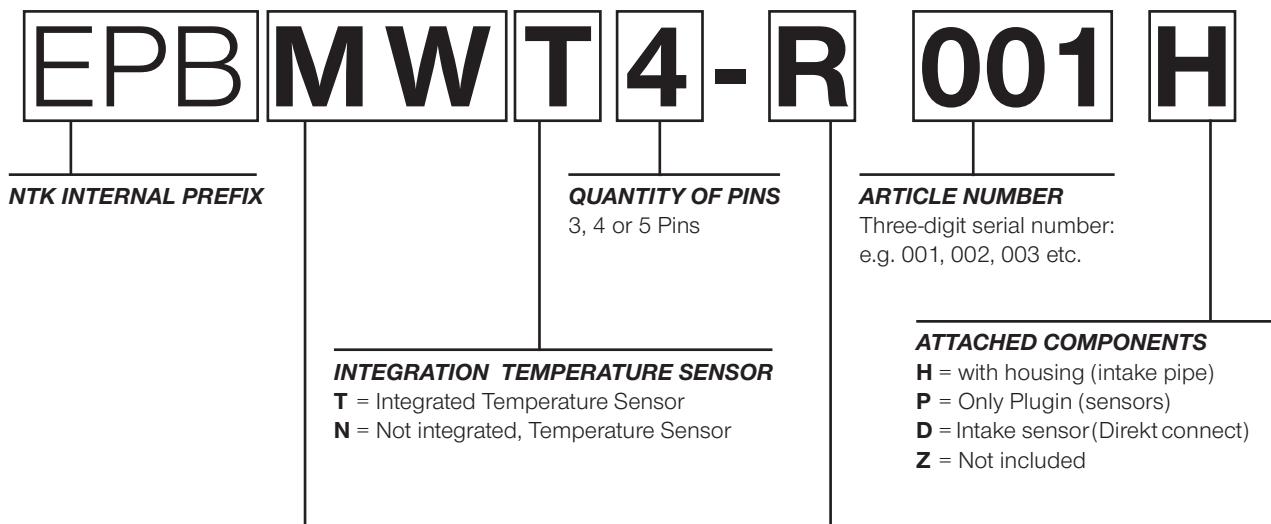 EPB MW T 4 - R 001 H
NTK INTERNAL PREFIX
QUANTITY OF PINS
3, 4 or 5 Pins
ARTICLE NUMBER
Three-digit serial number:
e.g. 001, 002, 003 etc.
INTEGRATION TEMPERATURE SENSOR
T = Integrated Temperature Sensor
N = Not integrated, Temperature Sensor
ATTACHED COMPONENTS
H = with housing (intake pipe)
P = Only Plugin (sensors)
D = Intake sensor (Direkt connect)
Z = Not included